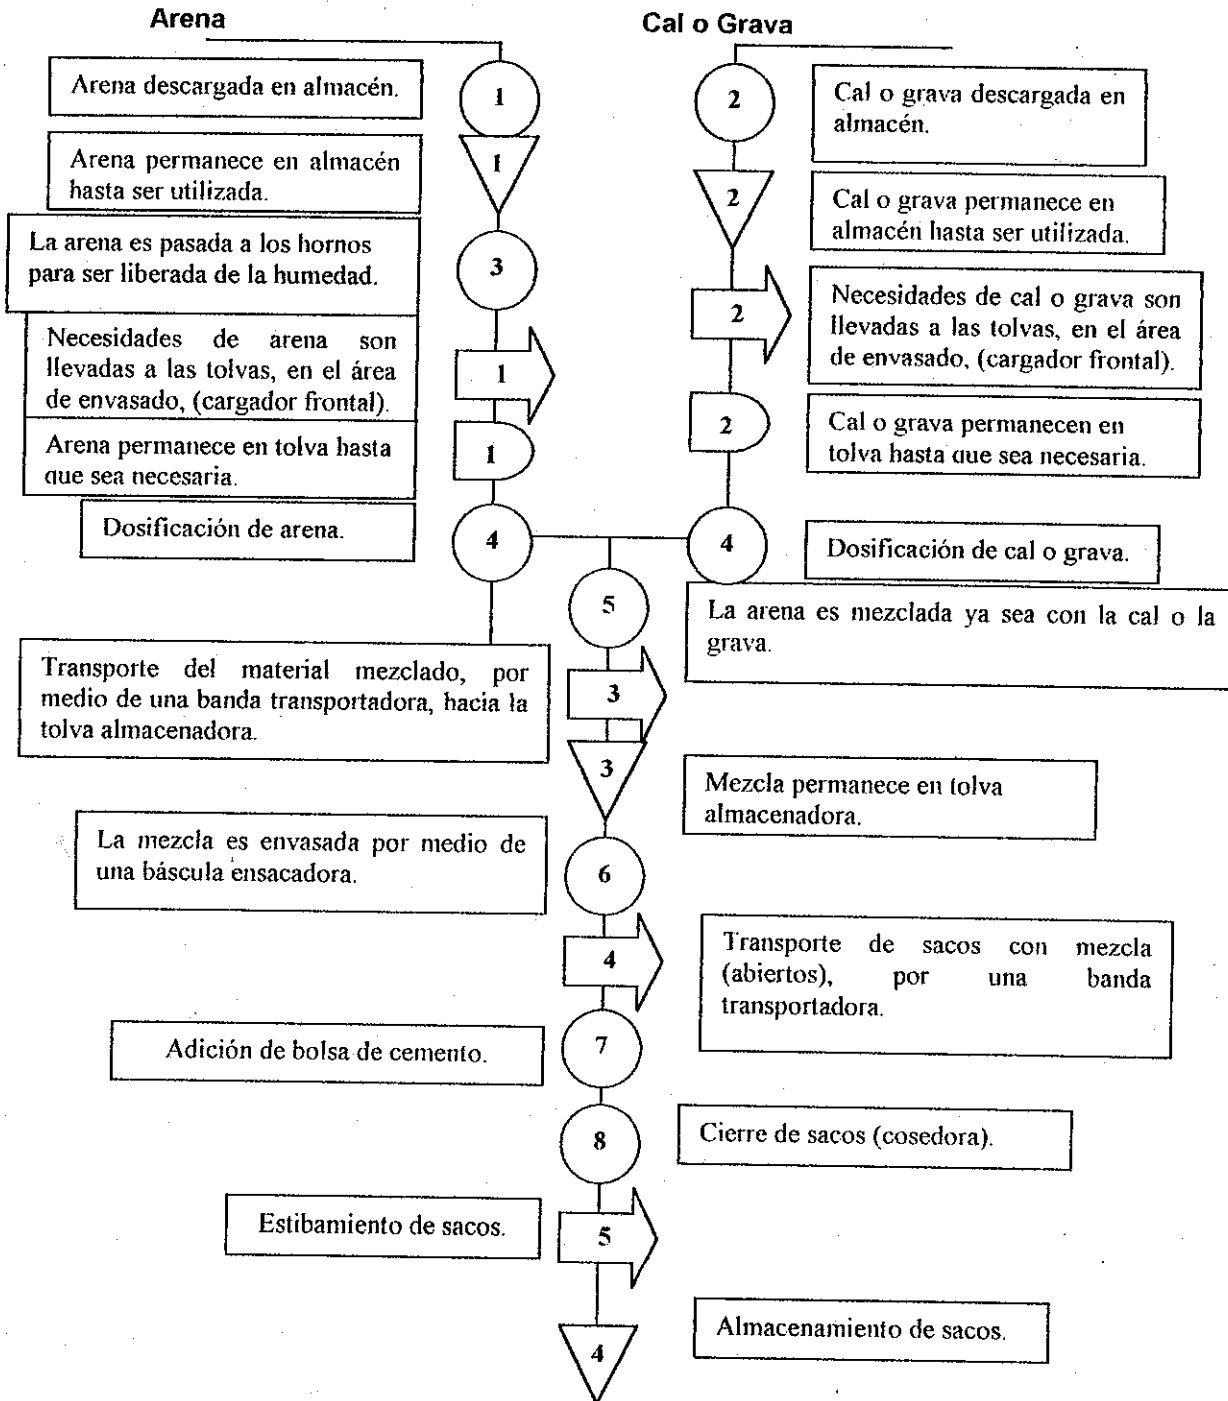 Arena
Cal o Grava
Arena descargada en almacén.
1
2
Cal o grava descargada en
almacén.
Arena permanece en almacén
hasta ser utilizada.
1
2
Cal o grava permanece en
almacén hasta ser utilizada.
La arena es pasada a los hornos
para ser liberada de la humedad.
3
2
Necesidades de cal o grava son
llevadas a las tolvas, en el área
de envasado, (cargador frontal).
Necesidades de arena son
llevadas a las tolvas, en el área
de envasado, (cargador frontal).
1
2
Cal o grava permanecen en
tolva hasta que sea necesaria.
Arena permanece en tolva hasta
que sea necesaria.
1
Dosificación de arena.
4
4
Dosificación de cal o grava.
5
La arena es mezclada ya sea con la cal o la
grava.
Transporte del material mezclado, por
medio de una banda transportadora, hacia la
tolva almacenadora.
3
3
Mezcla permanece en tolva
almacenadora.
La mezcla es envasada por medio de
una báscula ensacadora.
6
4
Transporte de sacos con mezcla
(abiertos), por una banda
transportadora.
Adición de bolsa de cemento.
7
8
Cierre de sacos (cosedora).
Estibamiento de sacos.
5
Almacenamiento de sacos.
4